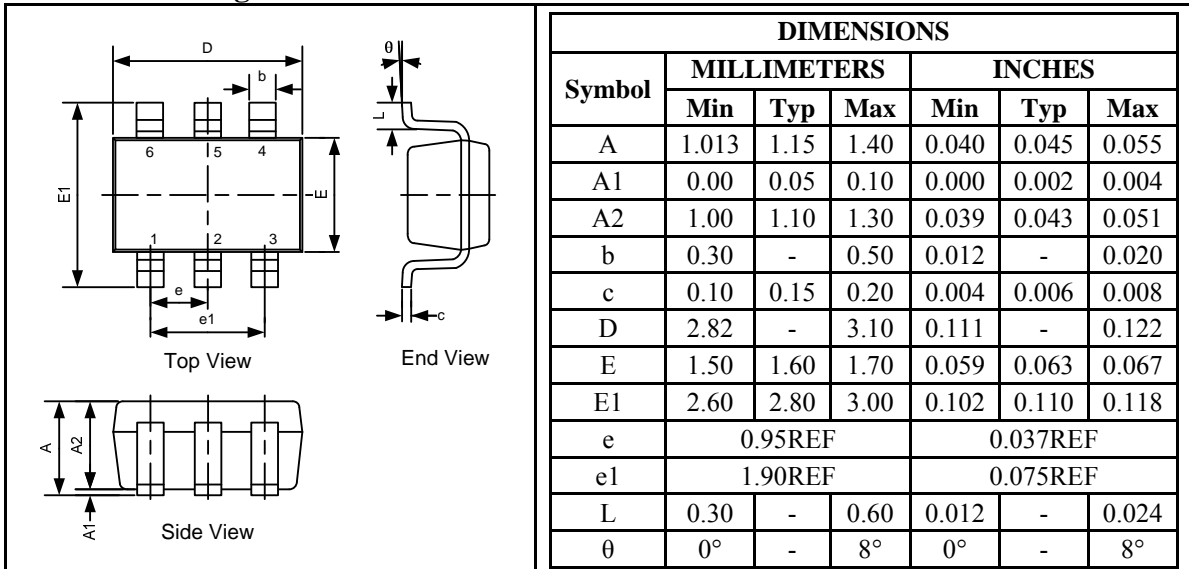 D
b
6 5 4
E1
E
1 2 3
e
e1
Top View
θ
L
c
End View
A
A2
A1
Side View
DIMENSIONS
Symbol MILLIMETERS INCHES
Min Typ Max Min Typ Max
A 1.013 1.15 1.40 0.040 0.045 0.055
A1 0.00 0.05 0.10 0.000 0.002 0.004
A2 1.00 1.10 1.30 0.039 0.043 0.051
b 0.30 - 0.50 0.012 - 0.020
c 0.10 0.15 0.20 0.004 0.006 0.008
D 2.82 - 3.10 0.111 - 0.122
E 1.50 1.60 1.70 0.059 0.063 0.067
E1 2.60 2.80 3.00 0.102 0.110 0.118
e 0.95REF 0.037REF
e1 1.90REF 0.075REF
L 0.30 - 0.60 0.012 - 0.024
θ 0° - 8° 0° - 8°